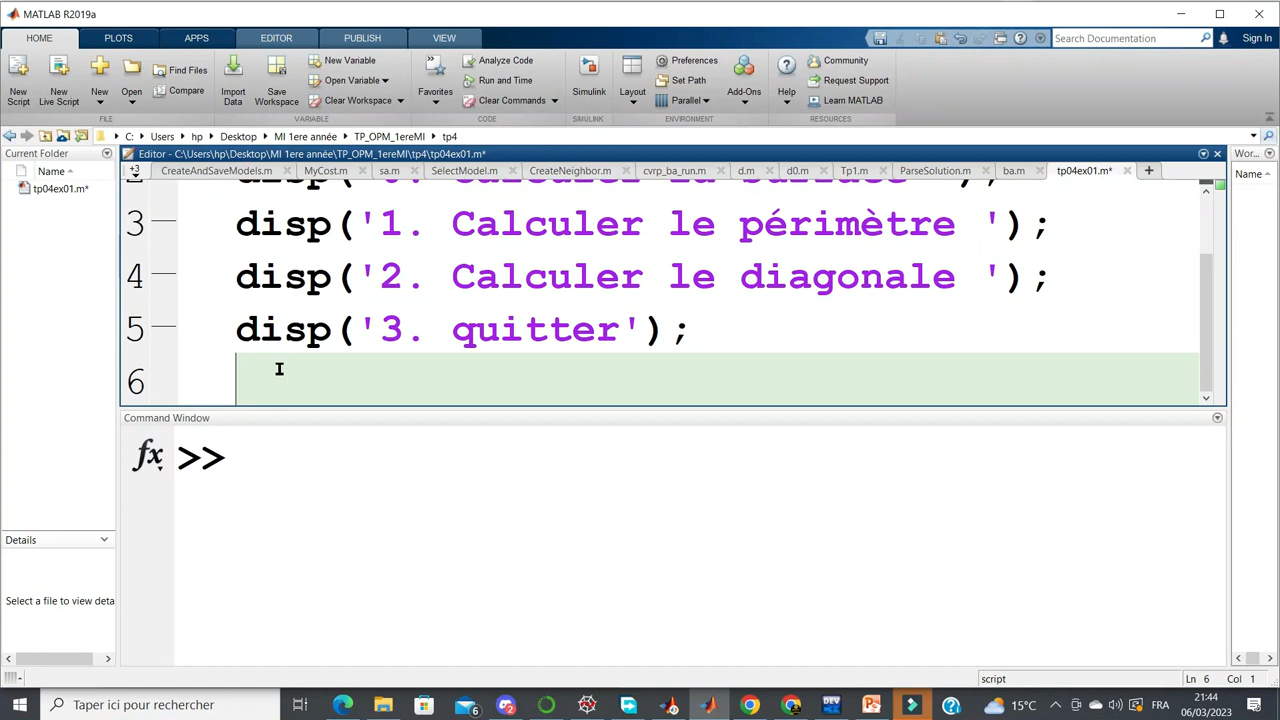 MATLAB R2019a
HOME PLOTS APPS EDITOR PUBLISH VIEW Search Documentation Sign In
New Script New Live Script New Open Find Files Compare Import Data Save Workspace New Variable Open Variable Clear Workspace Favorites Analyze Code Run and Time Clear Commands Simulink Layout Preferences Set Path Parallel Add-Ons Help Community Request Support Learn MATLAB
FILE VARIABLE CODE SIMULINK ENVIRONMENT RESOURCES
C: Users hp Desktop MI 1ere année TP_OPM_1ereMI tp4
Current Folder
Editor - C:\Users\hp\Desktop\MI 1ere année\TP_OPM_1ereMI\tp4\tp04ex01.m*
Wor...
Name
+3 CreateAndSaveModels.m MyCost.m sa.m SelectModel.m CreateNeighbor.m cvrp_ba_run.m d.m d0.m Tp1.m ParseSolution.m ba.m tp04ex01.m*
Name
tp04ex01.m*
3 disp('1. Calculer le périmètre ');
4 disp('2. Calculer le diagonale ');
5 disp('3. quitter');
6
Command Window
fx >>
Details
Select a file to view deta
script Ln 6 Col 1
Taper ici pour rechercher
6
15°C
FRA
21:44
06/03/2023